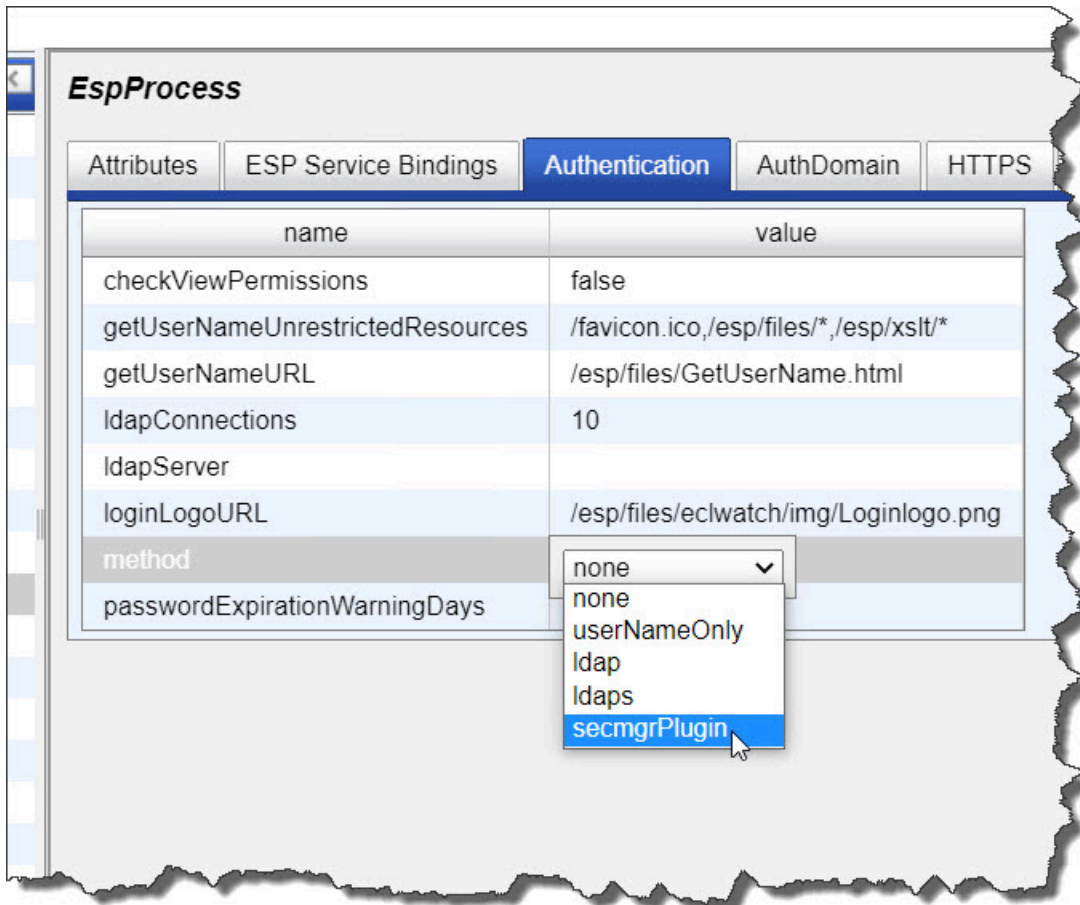 EspProcess
Attributes ESP Service Bindings Authentication AuthDomain HTTPS
name value
checkViewPermissions false
getUserNameUnrestrictedResources /favicon.ico,/esp/files/*,/esp/xslt/*
getUserNameURL /esp/files/GetUserName.html
ldapConnections 10
ldapServer
loginLogoURL /esp/files/eclwatch/img/Loginlogo.png
method none
none
passwordExpirationWarningDays
userNameOnly
ldap
ldaps
secmgrPlugin